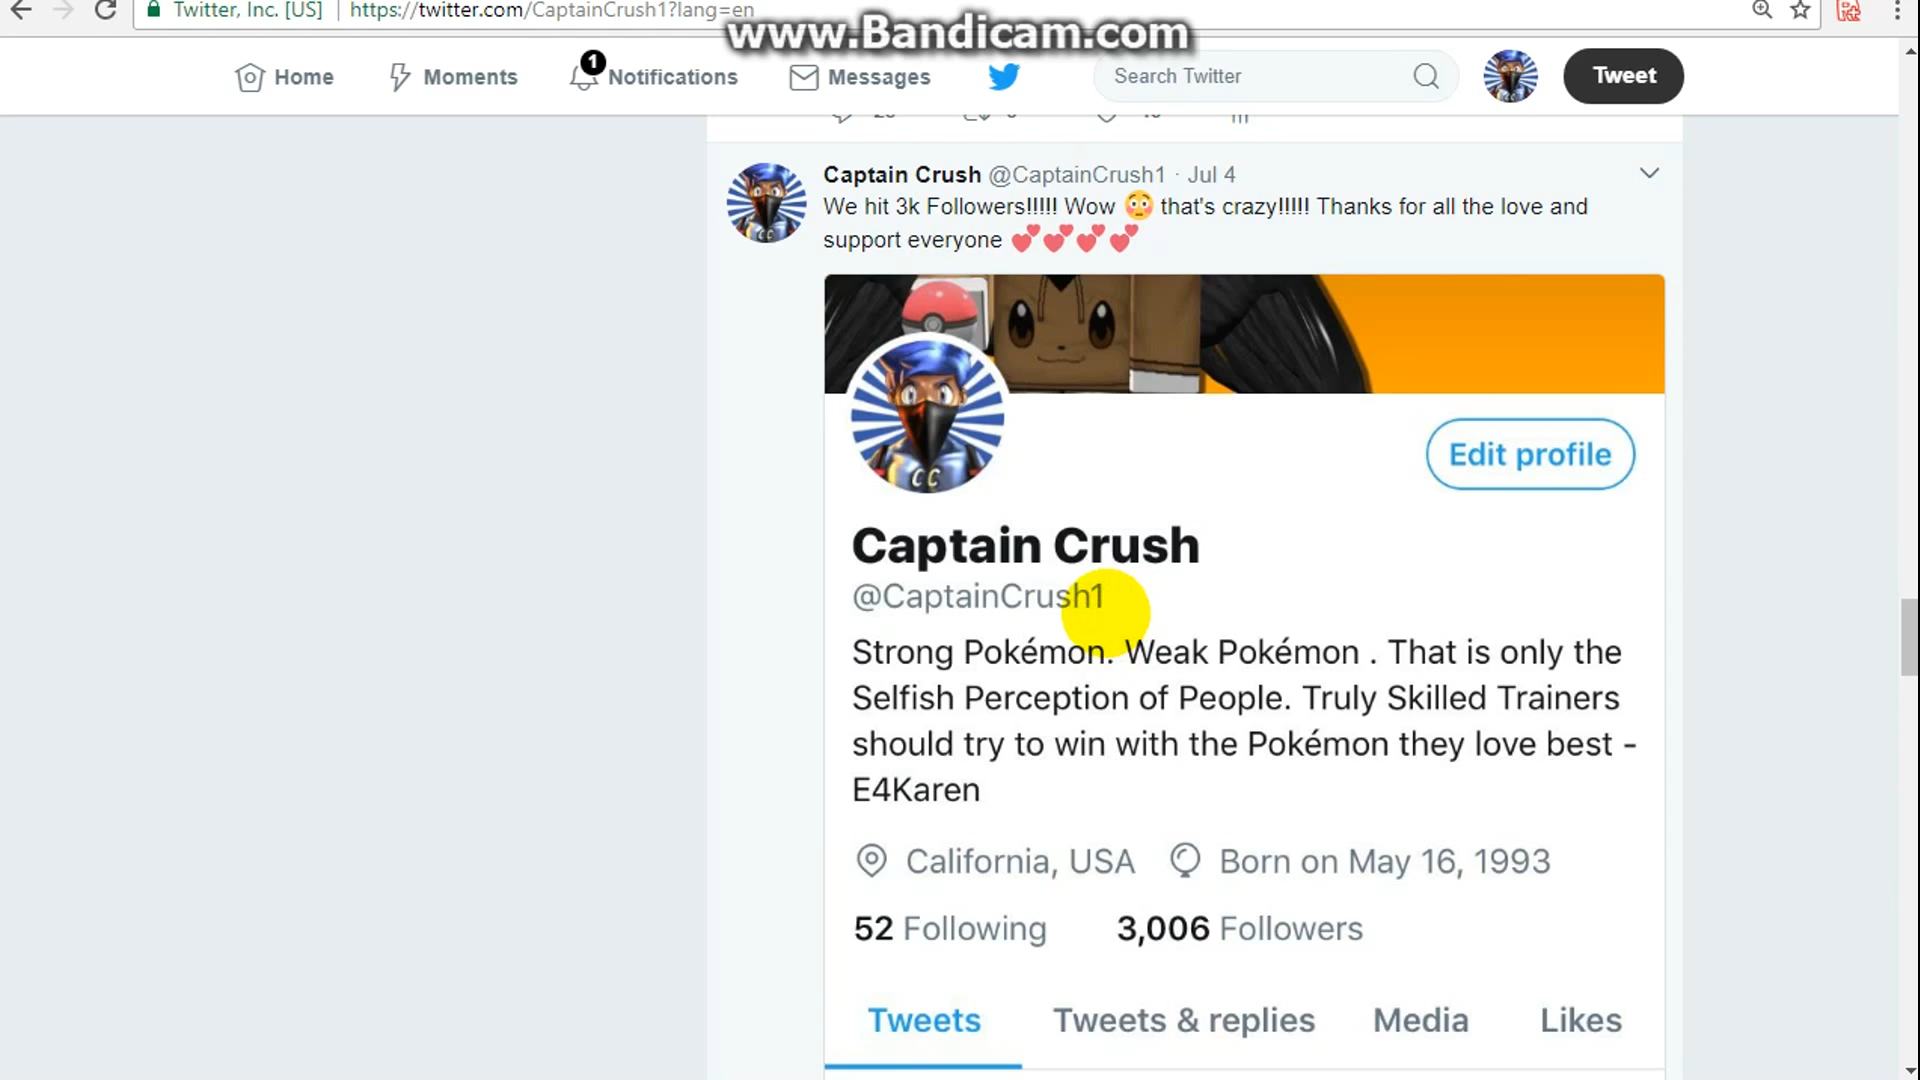 Twitter, Inc. [US] | https://twitter.com/CaptainCrush1?lang=en
www.Bandicam.com
Home Moments 1 Notifications Messages Search Twitter Tweet
Captain Crush @CaptainCrush1 · Jul 4
We hit 3k Followers!!!!! Wow 😳 that's crazy!!!!! Thanks for all the love and
support everyone 💕💕💕💕
CC
Edit profile
Captain Crush
@CaptainCrush1
Strong Pokémon. Weak Pokémon . That is only the
Selfish Perception of People. Truly Skilled Trainers
should try to win with the Pokémon they love best -
E4Karen
California, USA Born on May 16, 1993
52 Following 3,006 Followers
Tweets Tweets & replies Media Likes